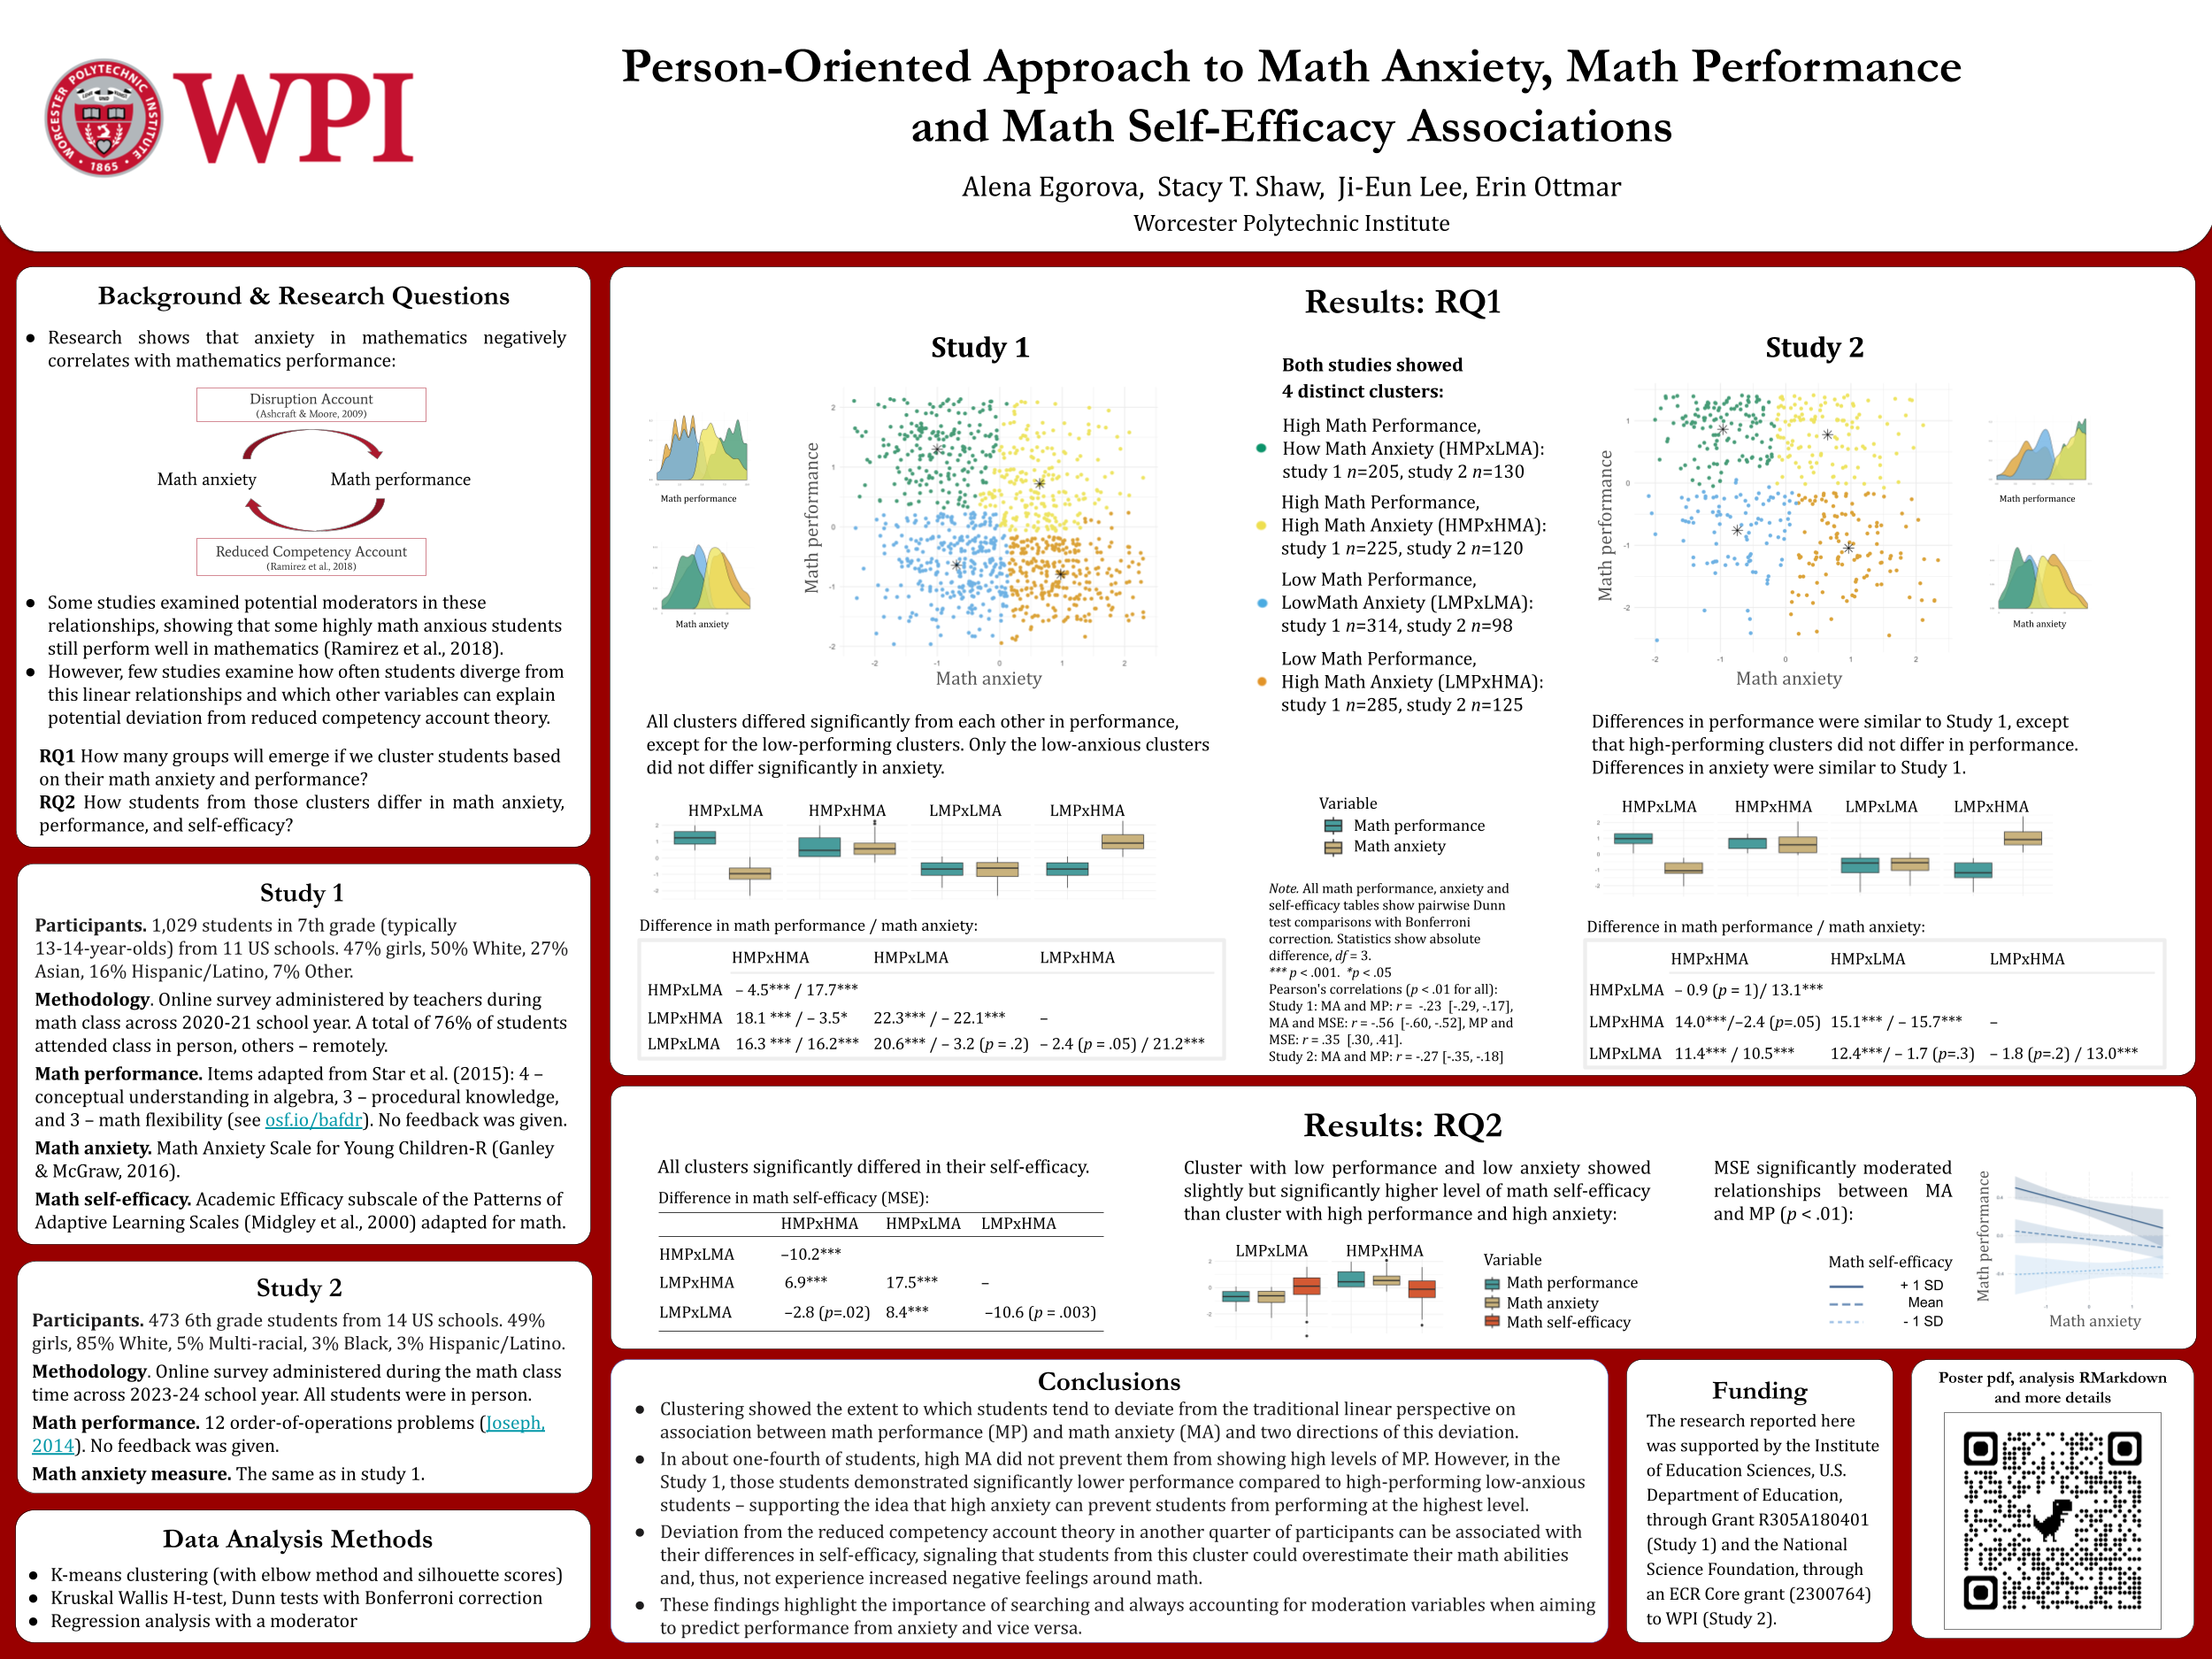 WORCESTER POLYTECHNIC INSTITUTE
1865
WPI
Person-Oriented Approach to Math Anxiety, Math Performance
and Math Self-Efficacy Associations
Alena Egorova, Stacy T. Shaw, Ji-Eun Lee, Erin Ottmar
Worcester Polytechnic Institute
Background & Research Questions
● Research shows that anxiety in mathematics negatively
correlates with mathematics performance:
Disruption Account
(Ashcraft & Moore, 2009)
Math anxiety Math performance
Reduced Competency Account
(Ramirez et al., 2018)
● Some studies examined potential moderators in these
relationships, showing that some highly math anxious students
still perform well in mathematics (Ramirez et al., 2018).
● However, few studies examine how often students diverge from
this linear relationships and which other variables can explain
potential deviation from reduced competency account theory.
RQ1 How many groups will emerge if we cluster students based
on their math anxiety and performance?
RQ2 How students from those clusters differ in math anxiety,
performance, and self-efficacy?
Study 1
Participants. 1,029 students in 7th grade (typically
13-14-year-olds) from 11 US schools. 47% girls, 50% White, 27%
Asian, 16% Hispanic/Latino, 7% Other.
Methodology. Online survey administered by teachers during
math class across 2020-21 school year. A total of 76% of students
attended class in person, others – remotely.
Math performance. Items adapted from Star et al. (2015): 4 –
conceptual understanding in algebra, 3 – procedural knowledge,
and 3 – math flexibility (see osf.io/bafdr). No feedback was given.
Math anxiety. Math Anxiety Scale for Young Children-R (Ganley
& McGraw, 2016).
Math self-efficacy. Academic Efficacy subscale of the Patterns of
Adaptive Learning Scales (Midgley et al., 2000) adapted for math.
Study 2
Participants. 473 6th grade students from 14 US schools. 49%
girls, 85% White, 5% Multi-racial, 3% Black, 3% Hispanic/Latino.
Methodology. Online survey administered during the math class
time across 2023-24 school year. All students were in person.
Math performance. 12 order-of-operations problems (Joseph,
2014). No feedback was given.
Math anxiety measure. The same as in study 1.
Data Analysis Methods
● K-means clustering (with elbow method and silhouette scores)
● Kruskal Wallis H-test, Dunn tests with Bonferroni correction
● Regression analysis with a moderator
Results: RQ1
Study 1
Math performance
Math anxiety
Math performance
2
1
0
-1
-2
-2 -1 0 1 2
Math anxiety
All clusters differed significantly from each other in performance,
except for the low-performing clusters. Only the low-anxious clusters
did not differ significantly in anxiety.
HMPxLMA HMPxHMA LMPxLMA LMPxHMA
2
1
0
-1
-2
Difference in math performance / math anxiety:
HMPxHMA HMPxLMA LMPxHMA
HMPxLMA – 4.5*** / 17.7***
LMPxHMA 18.1 *** / – 3.5* 22.3*** / – 22.1*** –
LMPxLMA 16.3 *** / 16.2*** 20.6*** / – 3.2 (p = .2) – 2.4 (p = .05) / 21.2***
Both studies showed
4 distinct clusters:
High Math Performance,
How Math Anxiety (HMPxLMA):
study 1 n=205, study 2 n=130
High Math Performance,
High Math Anxiety (HMPxHMA):
study 1 n=225, study 2 n=120
Low Math Performance,
LowMath Anxiety (LMPxLMA):
study 1 n=314, study 2 n=98
Low Math Performance,
High Math Anxiety (LMPxHMA):
study 1 n=285, study 2 n=125
Variable
Math performance
Math anxiety
Note. All math performance, anxiety and
self-efficacy tables show pairwise Dunn
test comparisons with Bonferroni
correction. Statistics show absolute
difference, df = 3.
*** p < .001. *p < .05
Pearson's correlations (p < .01 for all):
Study 1: MA and MP: r = -.23 [-.29, -.17],
MA and MSE: r = -.56 [-.60, -.52], MP and
MSE: r = .35 [.30, .41].
Study 2: MA and MP: r = -.27 [-.35, -.18]
Study 2
Math performance
1
0
-1
-2
-2 -1 0 1 2
Math anxiety
Math performance
Math anxiety
Differences in performance were similar to Study 1, except
that high-performing clusters did not differ in performance.
Differences in anxiety were similar to Study 1.
HMPxLMA HMPxHMA LMPxLMA LMPxHMA
2
1
0
-1
-2
Difference in math performance / math anxiety:
HMPxHMA HMPxLMA LMPxHMA
HMPxLMA – 0.9 (p = 1)/ 13.1***
LMPxHMA 14.0***/–2.4 (p=.05) 15.1*** / – 15.7*** –
LMPxLMA 11.4*** / 10.5*** 12.4***/ – 1.7 (p=.3) – 1.8 (p=.2) / 13.0***
Results: RQ2
All clusters significantly differed in their self-efficacy.
Difference in math self-efficacy (MSE):
HMPxHMA HMPxLMA LMPxHMA
HMPxLMA –10.2***
LMPxHMA 6.9*** 17.5*** –
LMPxLMA –2.8 (p=.02) 8.4*** –10.6 (p = .003)
Cluster with low performance and low anxiety showed
slightly but significantly higher level of math self-efficacy
than cluster with high performance and high anxiety:
LMPxLMA HMPxHMA
2
0
-2
Variable
Math performance
Math anxiety
Math self-efficacy
MSE significantly moderated
relationships between MA
and MP (p < .01):
Math self-efficacy
+ 1 SD
Mean
- 1 SD
Math performance
Math anxiety
Conclusions
● Clustering showed the extent to which students tend to deviate from the traditional linear perspective on
association between math performance (MP) and math anxiety (MA) and two directions of this deviation.
● In about one-fourth of students, high MA did not prevent them from showing high levels of MP. However, in the
Study 1, those students demonstrated significantly lower performance compared to high-performing low-anxious
students – supporting the idea that high anxiety can prevent students from performing at the highest level.
● Deviation from the reduced competency account theory in another quarter of participants can be associated with
their differences in self-efficacy, signaling that students from this cluster could overestimate their math abilities
and, thus, not experience increased negative feelings around math.
● These findings highlight the importance of searching and always accounting for moderation variables when aiming
to predict performance from anxiety and vice versa.
Funding
The research reported here
was supported by the Institute
of Education Sciences, U.S.
Department of Education,
through Grant R305A180401
(Study 1) and the National
Science Foundation, through
an ECR Core grant (2300764)
to WPI (Study 2).
Poster pdf, analysis RMarkdown
and more details